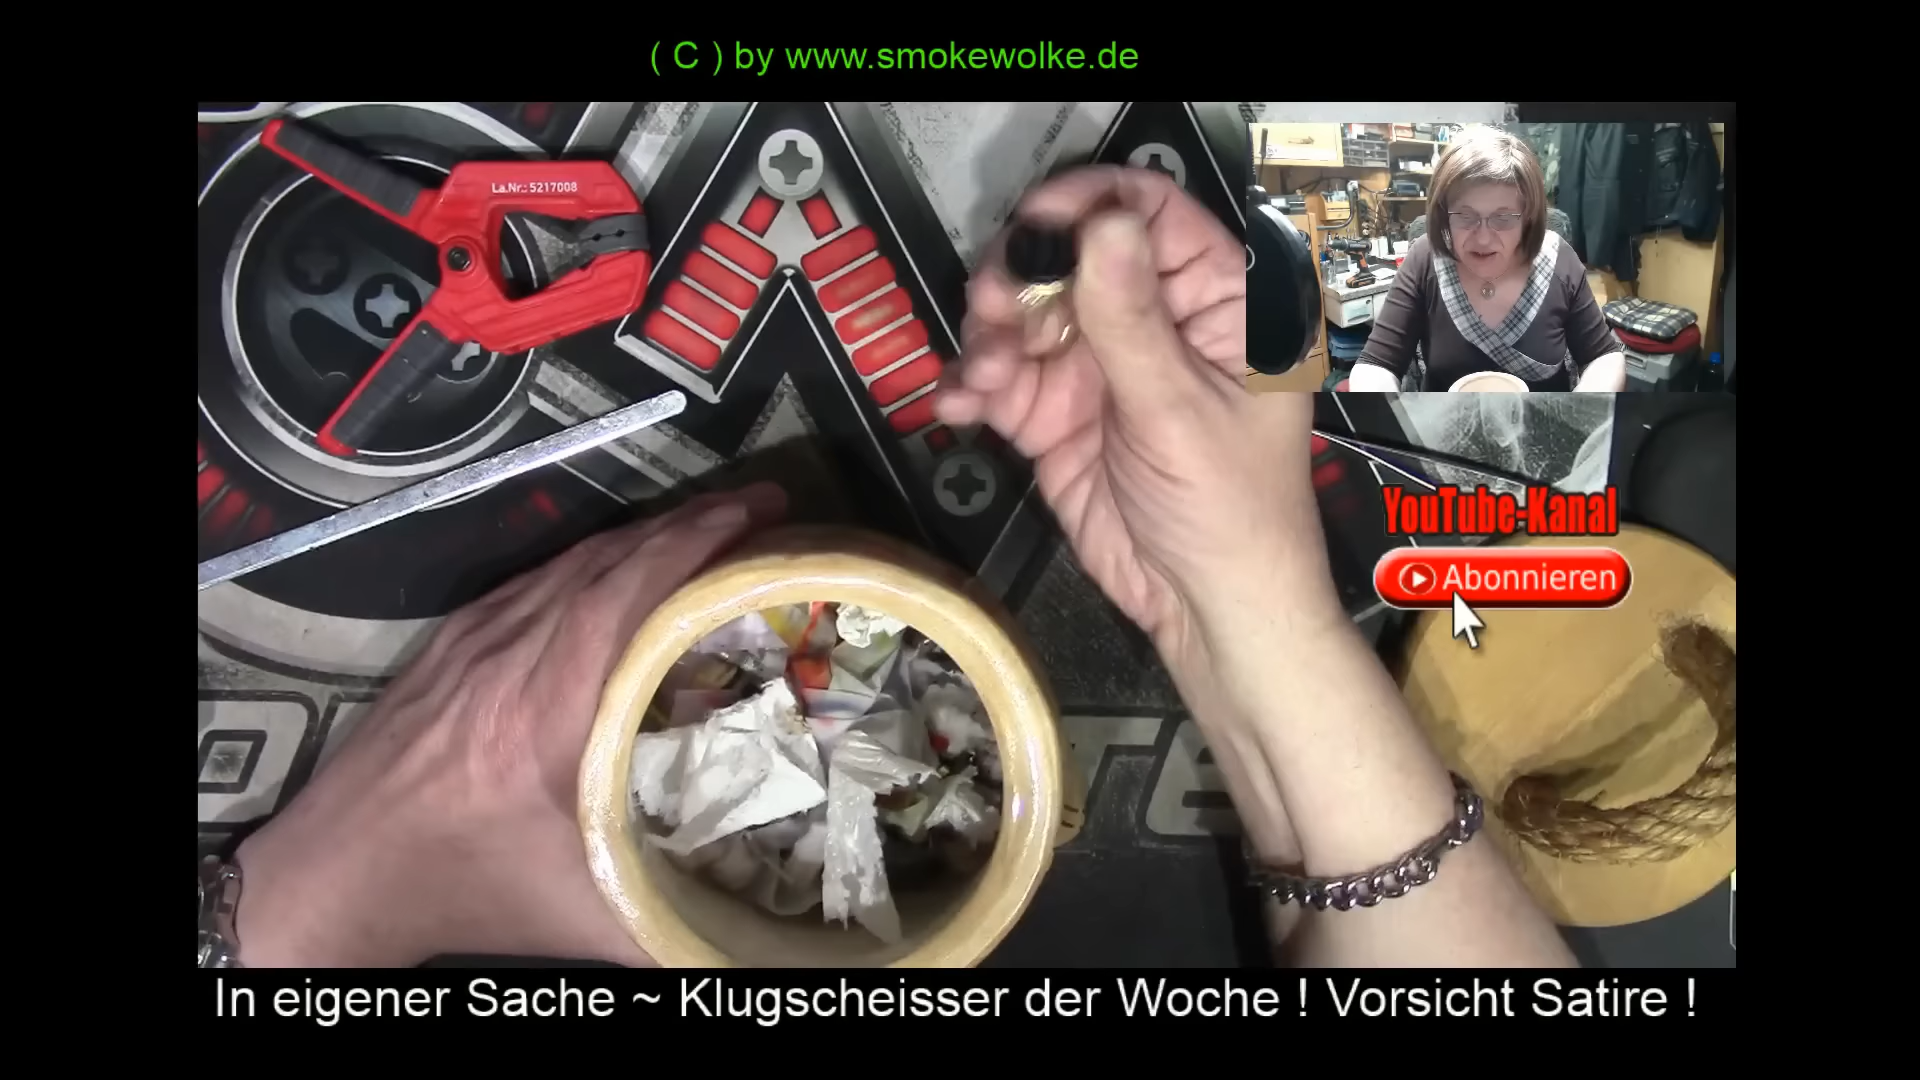 ( C ) by www.smokewolke.de
La.Nr.: 5217008
YouTube-Kanal
Abonnieren
In eigener Sache ~ Klugscheisser der Woche ! Vorsicht Satire !